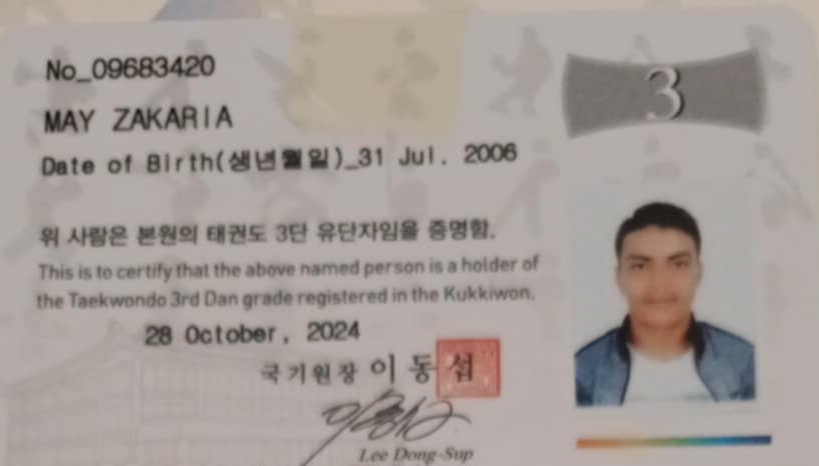 No_09683420
3
MAY ZAKARIA
Date of Birth(생년월일)_31 Jul. 2006
위 사람은 본원의 태권도 3단 유단자임을 증명함.
This is to certify that the above named person is a holder of
the Taekwondo 3rd Dan grade registered in the Kukkiwon.
28 October, 2024
국기원장 이동섭
Lee Dong-Sup